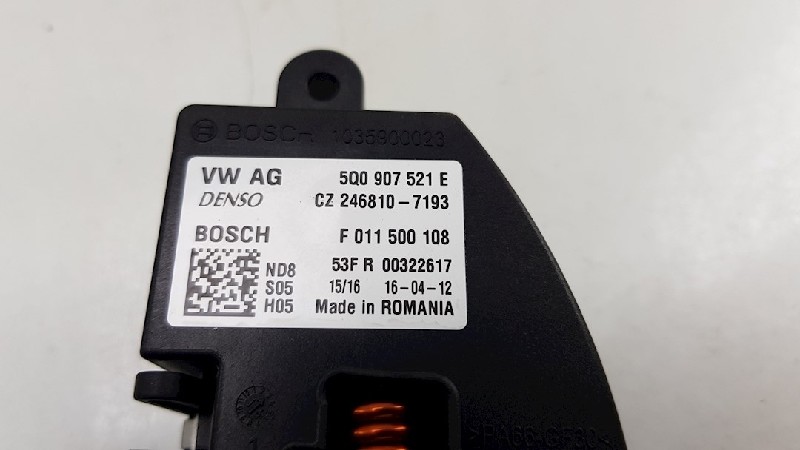 BOSCH 1035900023
VW AG 5Q0 907 521 E
DENSO CZ 246810-7193
BOSCH F 011 500 108
ND8 53F R 00322617
S05 15/16 16-04-12
H05 Made in ROMANIA
1